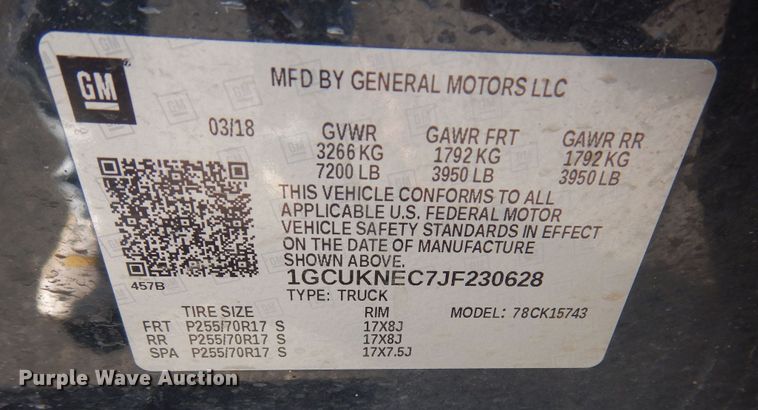 GM
MFD BY GENERAL MOTORS LLC
03/18 GVWR GAWR FRT GAWR RR
3266 KG 1792 KG 1792 KG
7200 LB 3950 LB 3950 LB
THIS VEHICLE CONFORMS TO ALL
APPLICABLE U.S. FEDERAL MOTOR
VEHICLE SAFETY STANDARDS IN EFFECT
ON THE DATE OF MANUFACTURE
SHOWN ABOVE.
457B 1GCUKNEC7JF230628
TYPE: TRUCK
TIRE SIZE RIM MODEL: 78CK15743
FRT P255/70R17 S 17X8J
RR P255/70R17 S 17X8J
SPA P255/70R17 S 17X7.5J
Purple Wave Auction